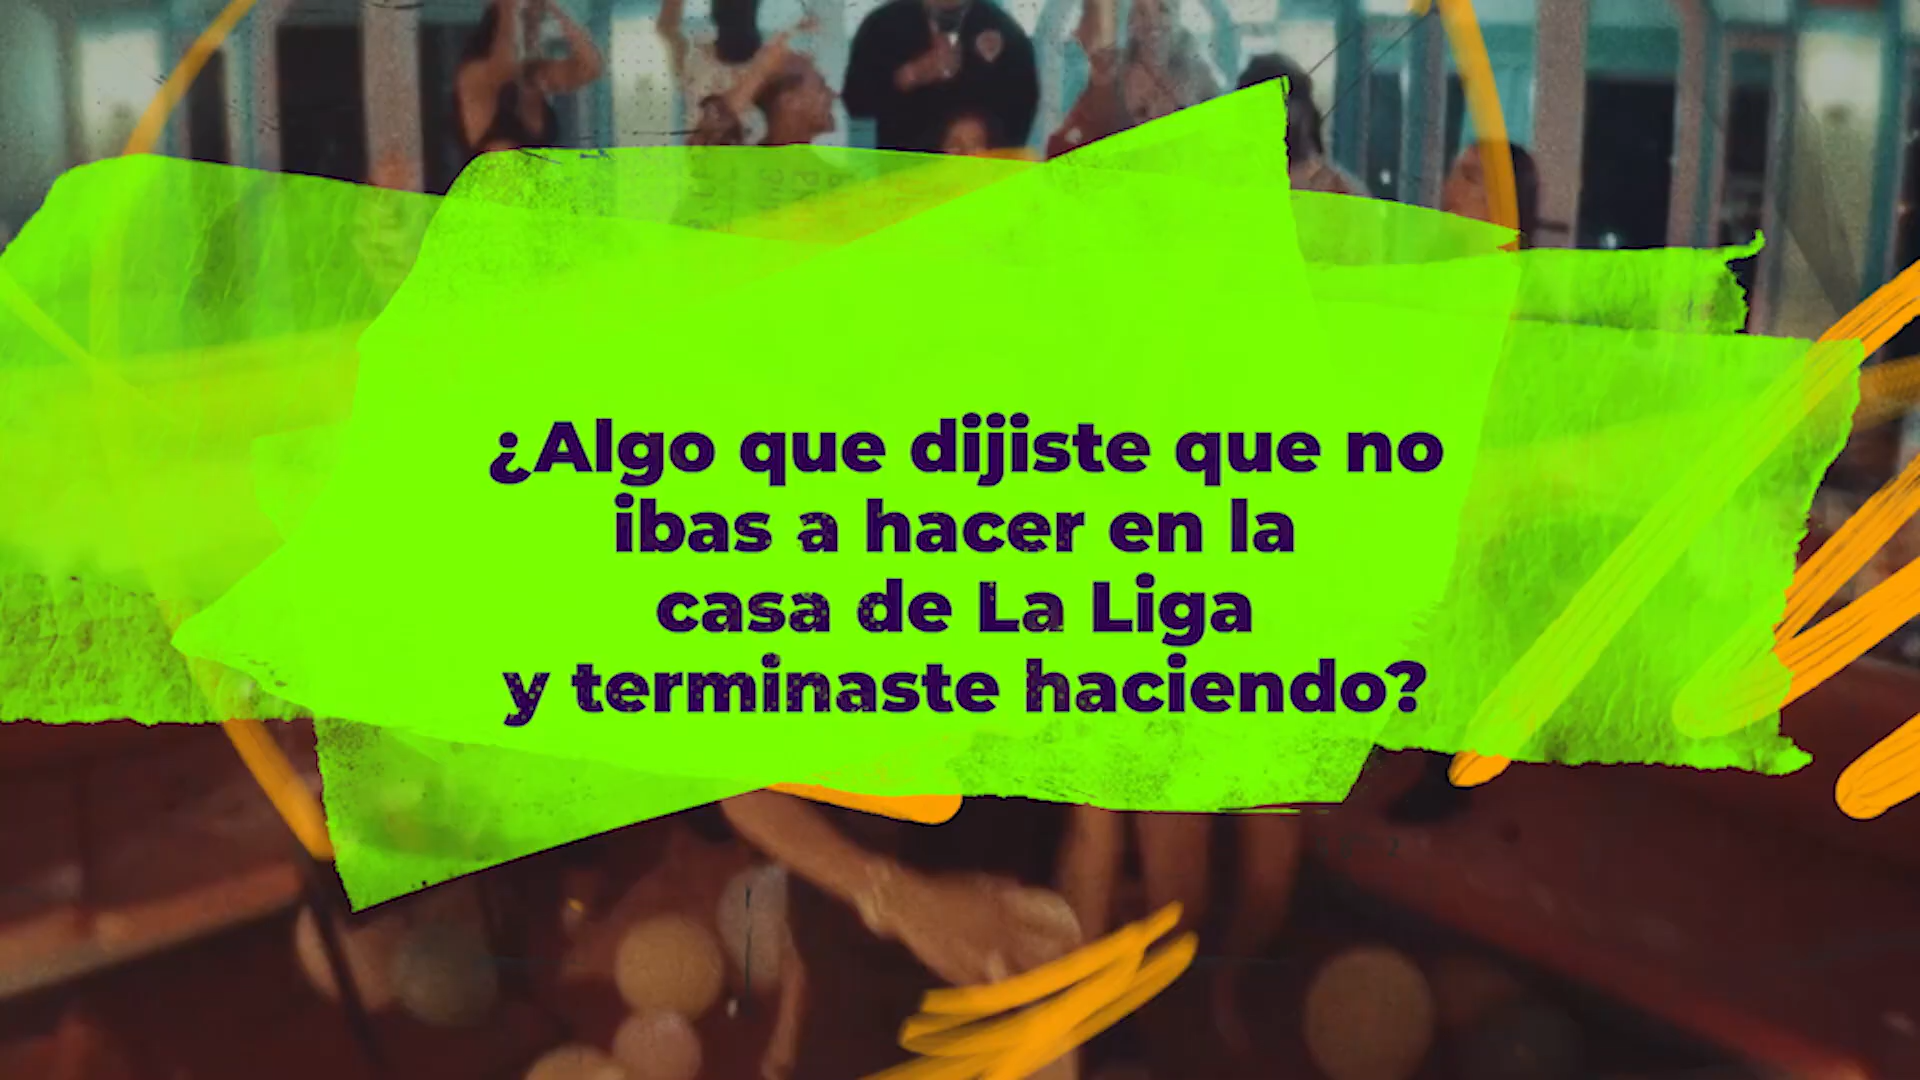 ¿Algo que dijiste que no
ibas a hacer en la
casa de La Liga
y terminaste haciendo?